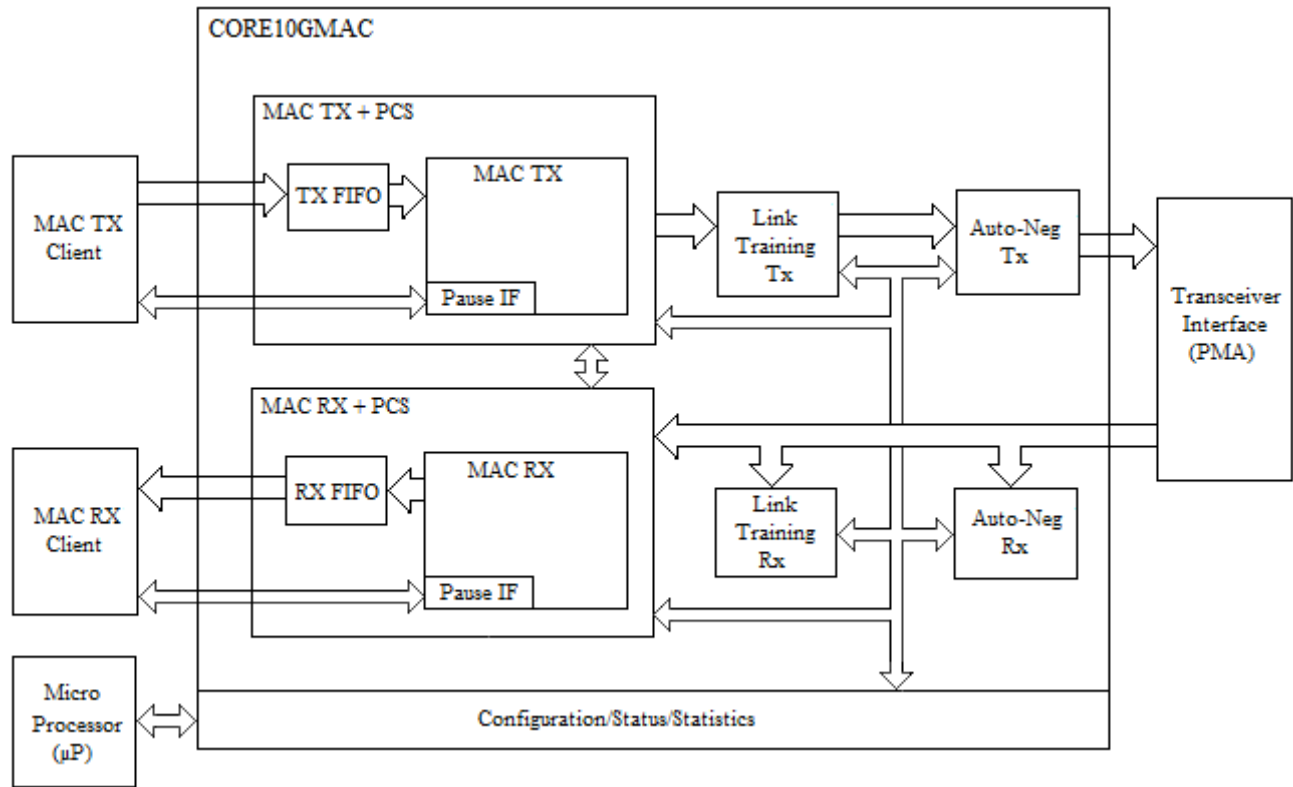 CORE10GMAC
MAC TX + PCS
TX FIFO
MAC TX
Pause IF
MAC TX
Client
Link
Training
Tx
Auto-Neg
Tx
Transceiver
Interface
(PMA)
MAC RX + PCS
RX FIFO
MAC RX
Pause IF
MAC RX
Client
Link
Training
Rx
Auto-Neg
Rx
Micro
Processor
(µP)
Configuration/Status/Statistics